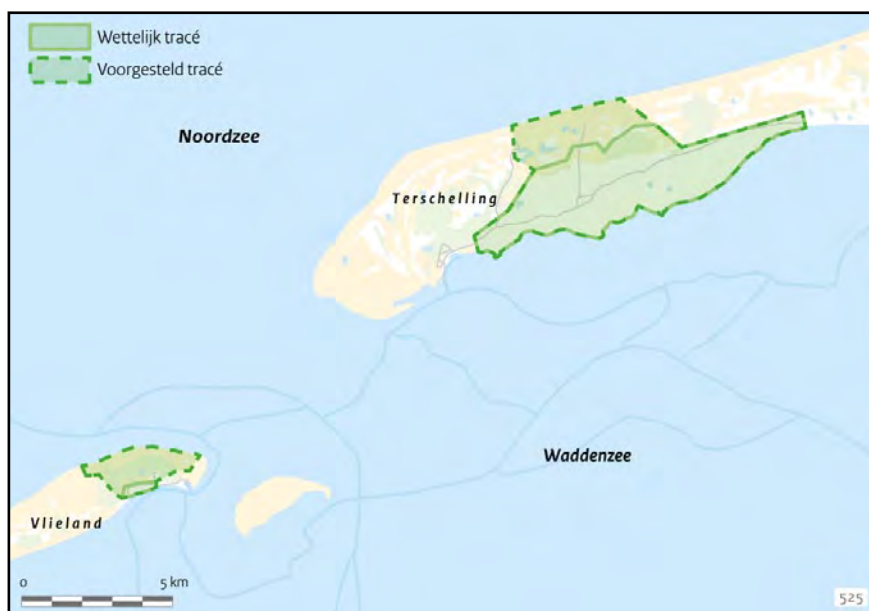 Wettelijk tracé
Voorgesteld tracé
Noordzee
Terschelling
Waddenzee
Vlieland
0 5 km
525